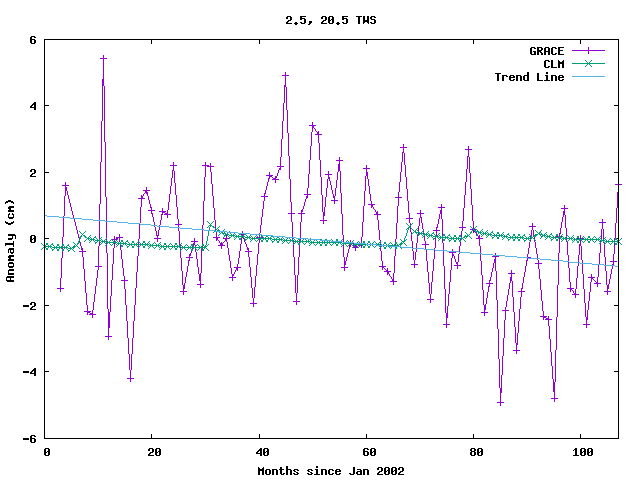 2.5, 20.5 TWS
GRACE
CLM
Trend Line
6
4
2
0
-2
-4
-6
Anomaly (cm)
0 20 40 60 80 100
Months since Jan 2002